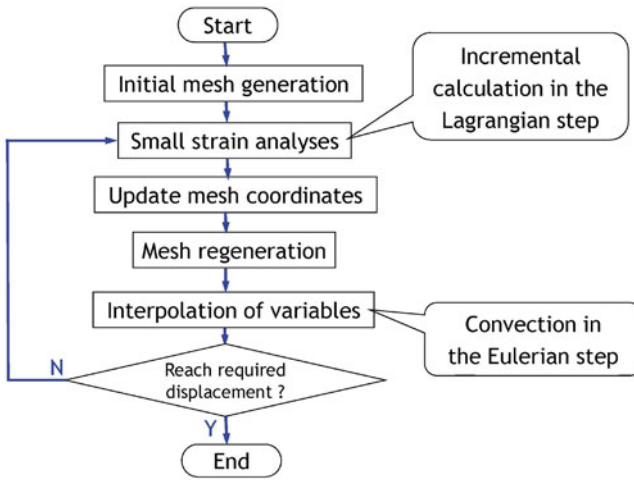 Start
Initial mesh generation
Incremental
calculation in the
Lagrangian step
Small strain analyses
Update mesh coordinates
Mesh regeneration
Interpolation of variables
Convection in
the Eulerian step
N
Reach required
displacement ?
Y
End